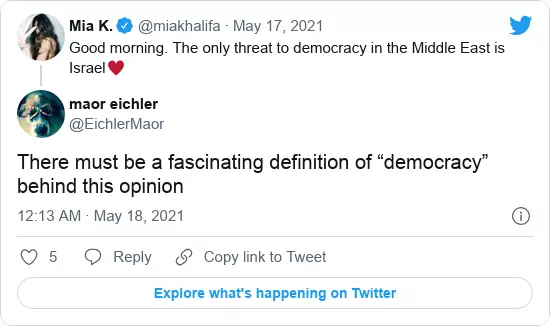 Mia K. @miakhalifa · May 17, 2021
Good morning. The only threat to democracy in the Middle East is
Israel♥
maor eichler
@EichlerMaor
There must be a fascinating definition of “democracy”
behind this opinion
12:13 AM · May 18, 2021
5 Reply Copy link to Tweet
Explore what's happening on Twitter